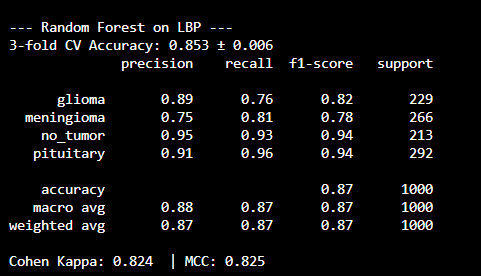 --- Random Forest on LBP ---
3-fold CV Accuracy: 0.853 ± 0.006
precision recall f1-score support
glioma 0.89 0.76 0.82 229
meningioma 0.75 0.81 0.78 266
no_tumor 0.95 0.93 0.94 213
pituitary 0.91 0.96 0.94 292
accuracy 0.87 1000
macro avg 0.88 0.87 0.87 1000
weighted avg 0.87 0.87 0.87 1000
Cohen Kappa: 0.824 | MCC: 0.825